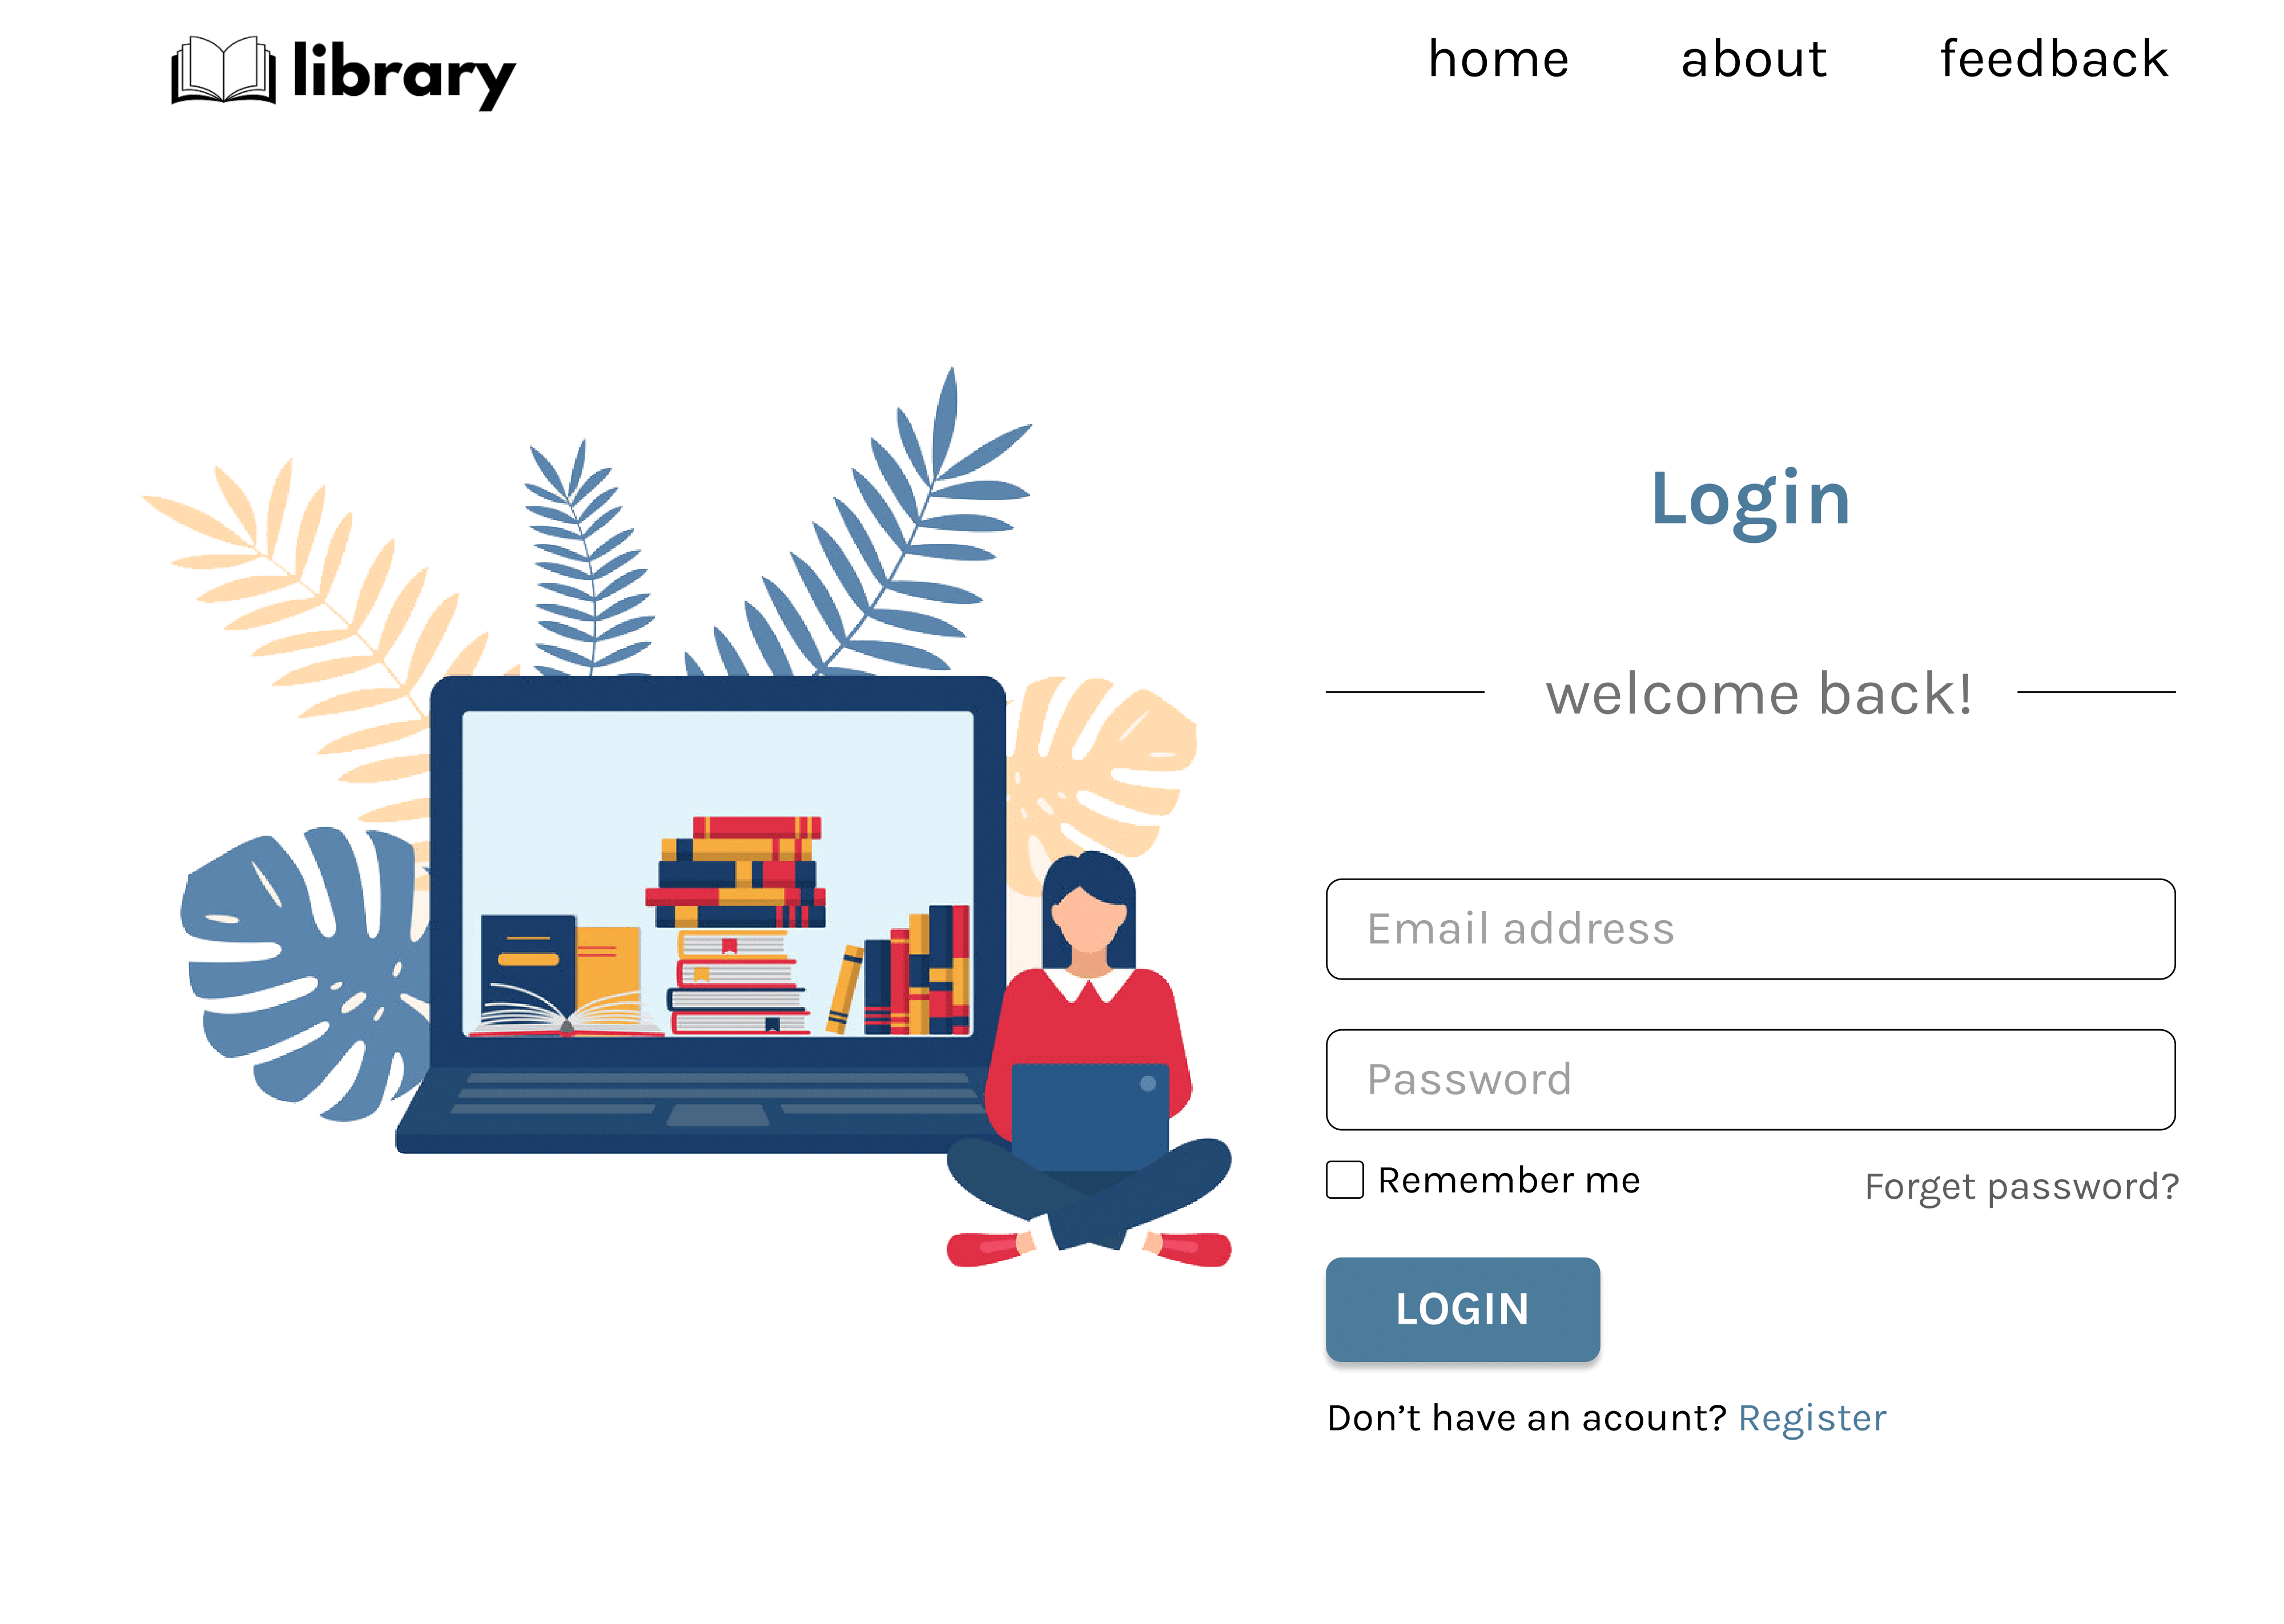 library
home about feedback
Login
welcome back!
Email address
Password
Remember me
Forget password?
LOGIN
Don’t have an acount? Register